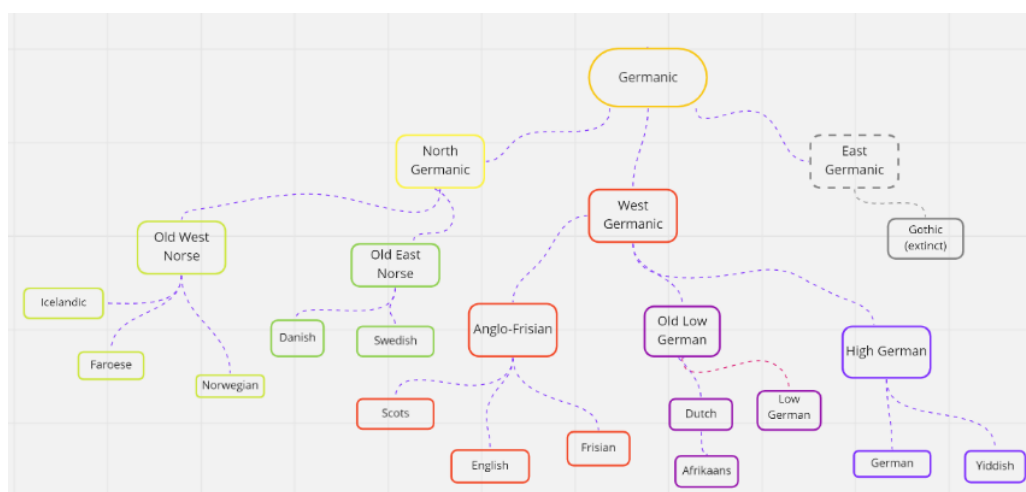 Germanic
North
Germanic
East
Germanic
West
Germanic
Gothic
(extinct)
Old West
Norse
Old East
Norse
Icelandic
Faroese
Norwegian
Danish
Swedish
Anglo-Frisian
Old Low
German
High German
Scots
English
Frisian
Dutch
Low
German
Afrikaans
German
Yiddish